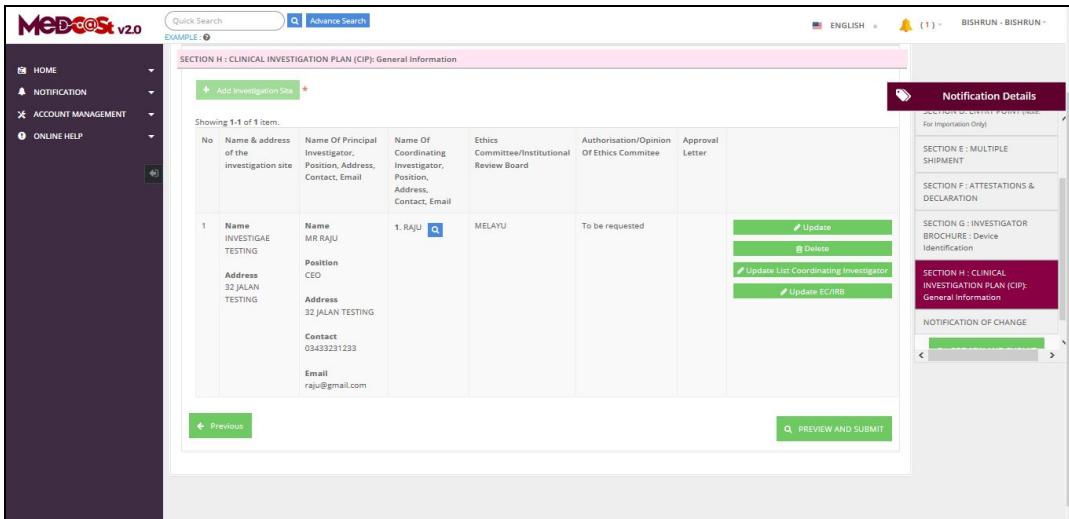 MeDC@St v2.0
Quick Search
Advance Search
EXAMPLE :
ENGLISH
( 1 )
BISHRUN - BISHRUN
HOME
NOTIFICATION
ACCOUNT MANAGEMENT
ONLINE HELP
SECTION H : CLINICAL INVESTIGATION PLAN (CIP): General Information
+ Add Investigation Site *
Showing 1-1 of 1 item.
No
Name & address
of the
investigation site
Name Of Principal
Investigator,
Position, Address,
Contact, Email
Name Of
Coordinating
Investigator,
Position,
Address,
Contact, Email
Ethics
Committee/Institutional
Review Board
Authorisation/Opinion
Of Ethics Commitee
Approval
Letter
1
Name
INVESTIGAE
TESTING
Address
32 JALAN
TESTING
Name
MR RAJU
Position
CEO
Address
32 JALAN TESTING
Contact
03433231233
Email
raju@gmail.com
1. RAJU
MELAYU
To be requested
Update
Delete
Update List Coordinating Investigator
Update EC/IRB
Previous
PREVIEW AND SUBMIT
Notification Details
SECTION D: ENTRY POINT (Note:
For Importation Only)
SECTION E : MULTIPLE
SHIPMENT
SECTION F : ATTESTATIONS &
DECLARATION
SECTION G : INVESTIGATOR
BROCHURE : Device
Identification
SECTION H : CLINICAL
INVESTIGATION PLAN (CIP):
General Information
NOTIFICATION OF CHANGE